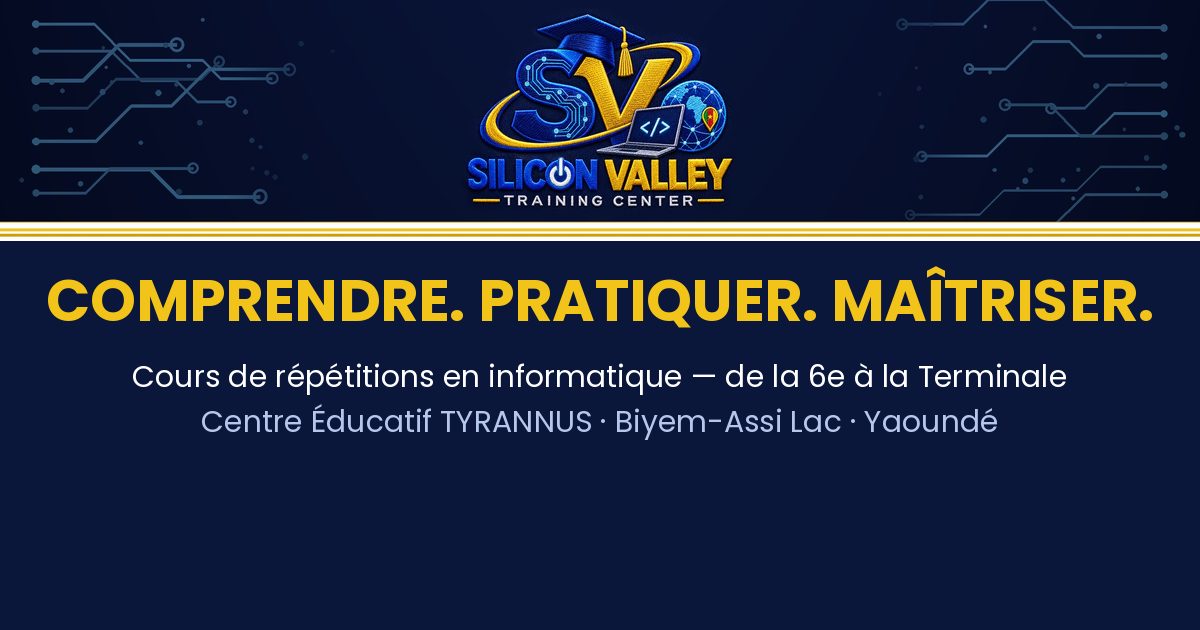 SV
</>
SILICON VALLEY
TRAINING CENTER
COMPRENDRE. PRATIQUER. MAÎTRISER.
Cours de répétitions en informatique — de la 6e à la Terminale
Centre Éducatif TYRANNUS · Biyem-Assi Lac · Yaoundé